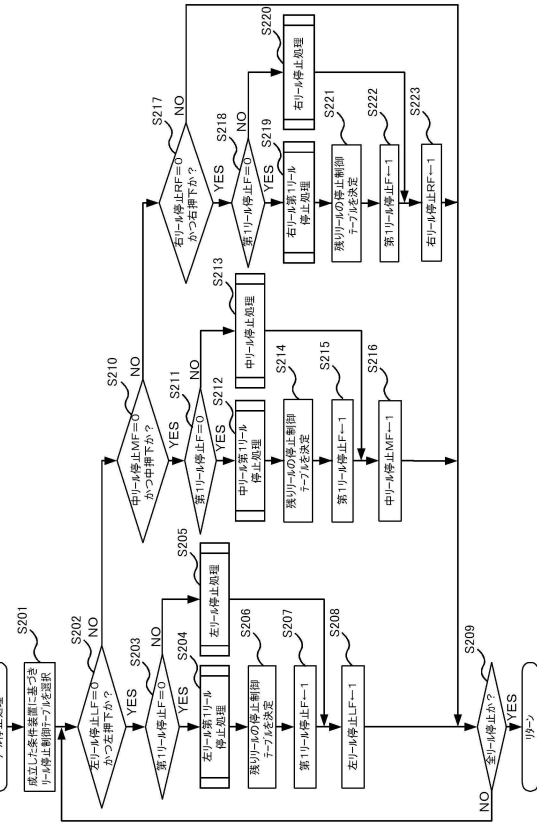 S201
成立した条件装置に基づき
リール停止制御テーブルを選択
S202
左リール停止LF=0
かつ左押下か?
NO
YES
S203
第1リール停止F=0
NO
YES
S204
左リール第1リール
停止処理
S205
左リール停止処理
S206
残りリールの停止制御
テーブルを決定
S207
第1リール停止F←1
S208
左リール停止LF←1
S210
中リール停止MF=0
かつ中押下か?
NO
YES
S211
第1リール停止F=0
NO
YES
S212
中リール第1リール
停止処理
S213
中リール停止処理
S214
残りリールの停止制御
テーブルを決定
S215
第1リール停止F←1
S216
中リール停止MF←1
S217
右リール停止RF=0
かつ右押下か?
NO
YES
S218
第1リール停止F=0
NO
YES
S219
右リール第1リール
停止処理
S220
右リール停止処理
S221
残りリールの停止制御
テーブルを決定
S222
第1リール停止F←1
S223
右リール停止RF←1
S209
全リール停止か?
NO
YES
リターン